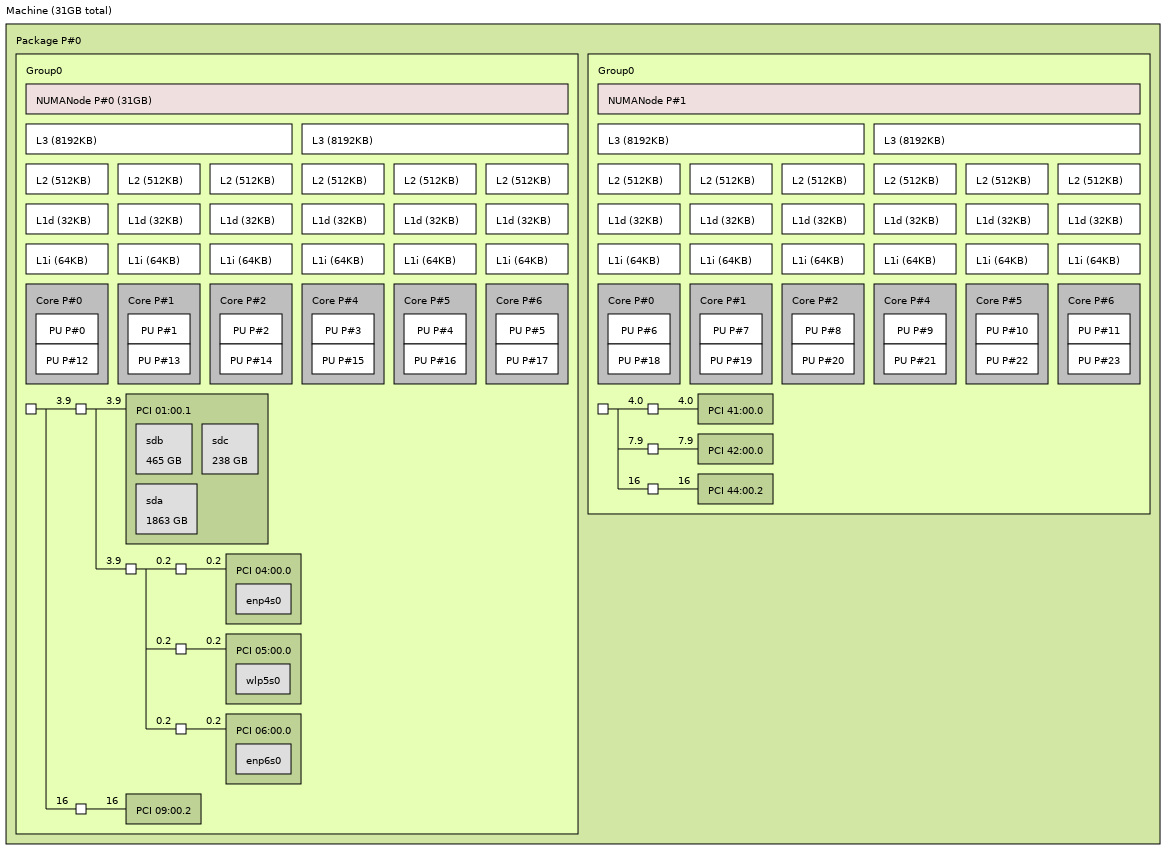 Machine (31GB total)
Package P#0
Group0
NUMANode P#0 (31GB)
L3 (8192KB) L3 (8192KB)
L2 (512KB) L2 (512KB) L2 (512KB) L2 (512KB) L2 (512KB) L2 (512KB)
L1d (32KB) L1d (32KB) L1d (32KB) L1d (32KB) L1d (32KB) L1d (32KB)
L1i (64KB) L1i (64KB) L1i (64KB) L1i (64KB) L1i (64KB) L1i (64KB)
Core P#0 Core P#1 Core P#2 Core P#4 Core P#5 Core P#6
PU P#0 PU P#1 PU P#2 PU P#3 PU P#4 PU P#5
PU P#12 PU P#13 PU P#14 PU P#15 PU P#16 PU P#17
3.9 3.9 PCI 01:00.1
sdb sdc
465 GB 238 GB
sda
1863 GB
3.9 0.2 0.2 PCI 04:00.0
enp4s0
0.2 0.2 PCI 05:00.0
wlp5s0
0.2 0.2 PCI 06:00.0
enp6s0
16 16 PCI 09:00.2
Group0
NUMANode P#1
L3 (8192KB) L3 (8192KB)
L2 (512KB) L2 (512KB) L2 (512KB) L2 (512KB) L2 (512KB) L2 (512KB)
L1d (32KB) L1d (32KB) L1d (32KB) L1d (32KB) L1d (32KB) L1d (32KB)
L1i (64KB) L1i (64KB) L1i (64KB) L1i (64KB) L1i (64KB) L1i (64KB)
Core P#0 Core P#1 Core P#2 Core P#4 Core P#5 Core P#6
PU P#6 PU P#7 PU P#8 PU P#9 PU P#10 PU P#11
PU P#18 PU P#19 PU P#20 PU P#21 PU P#22 PU P#23
4.0 4.0 PCI 41:00.0
7.9 7.9 PCI 42:00.0
16 16 PCI 44:00.2